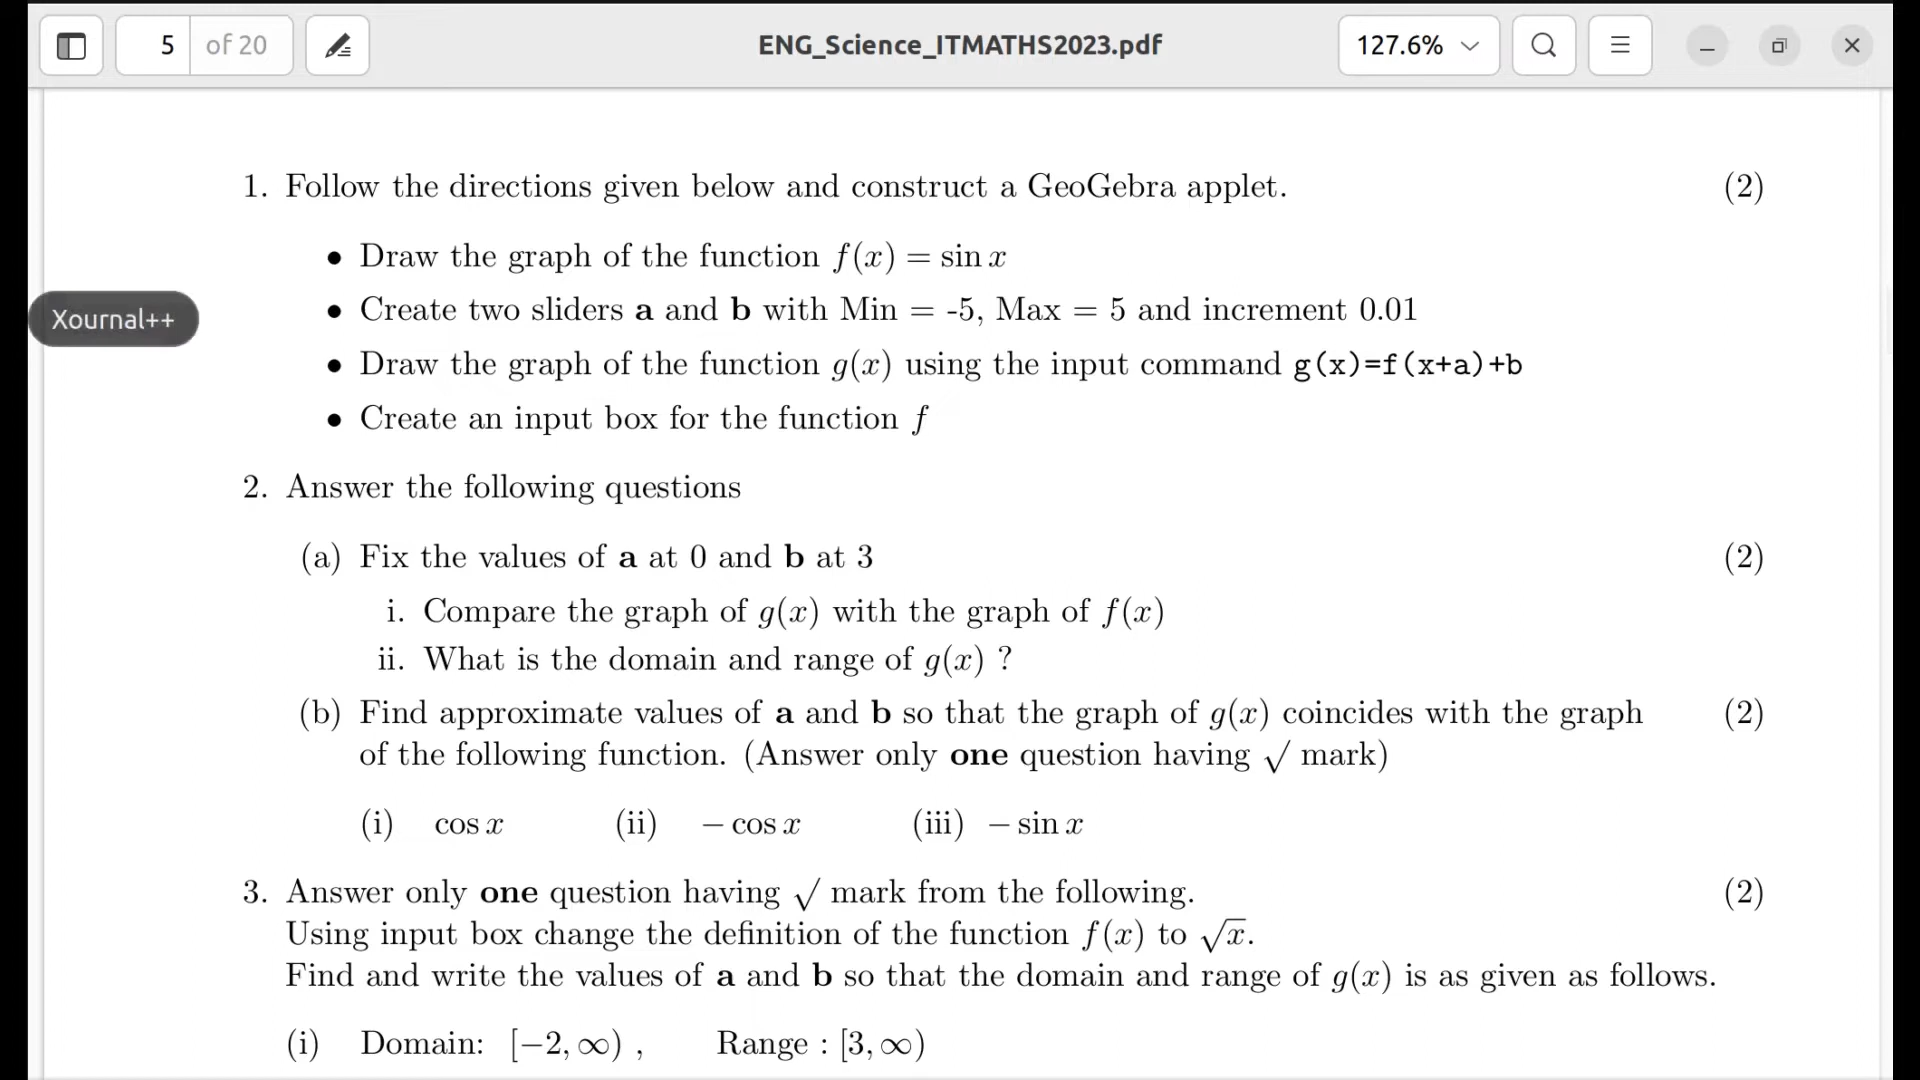 5 of 20 ENG_Science_ITMATHS2023.pdf 127.6%
1. Follow the directions given below and construct a GeoGebra applet. (2)
• Draw the graph of the function f(x) = sin x
Xournal++
• Create two sliders a and b with Min = -5, Max = 5 and increment 0.01
• Draw the graph of the function g(x) using the input command g(x)=f(x+a)+b
• Create an input box for the function f
2. Answer the following questions
(a) Fix the values of a at 0 and b at 3 (2)
i. Compare the graph of g(x) with the graph of f(x)
ii. What is the domain and range of g(x) ?
(b) Find approximate values of a and b so that the graph of g(x) coincides with the graph (2)
of the following function. (Answer only one question having √ mark)
(i) cos x (ii) − cos x (iii) − sin x
3. Answer only one question having √ mark from the following. (2)
Using input box change the definition of the function f(x) to √x.
Find and write the values of a and b so that the domain and range of g(x) is as given as follows.
(i) Domain: [−2, ∞) , Range : [3, ∞)